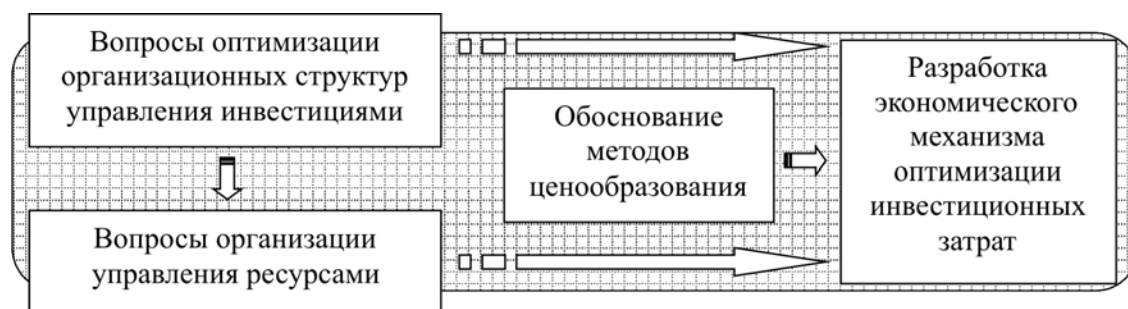 Вопросы оптимизации
организационных структур
управления инвестициями
Вопросы организации
управления ресурсами
Обоснование
методов
ценообразования
Разработка
экономического
механизма
оптимизации
инвестиционных
затрат